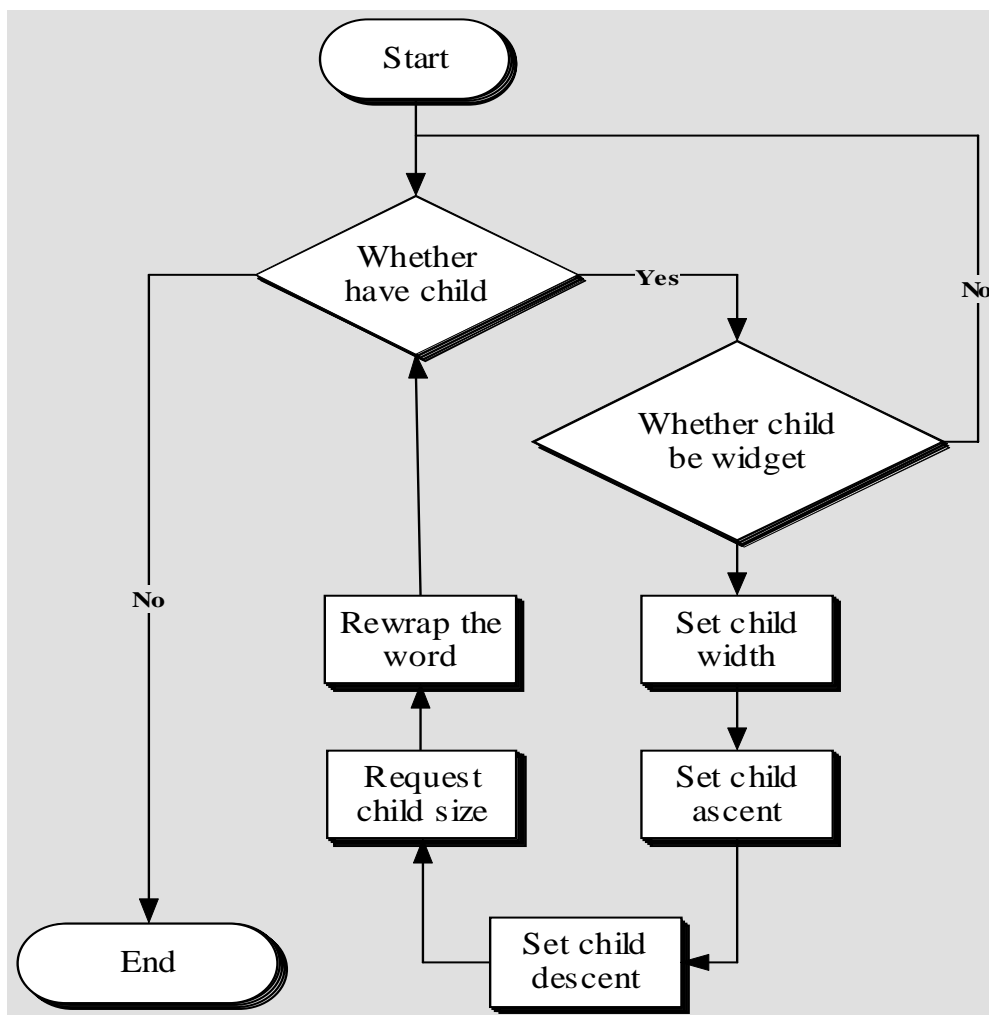 Start
Whether
have child
Yes
No
Whether child
be widget
No
Rewrap the
word
Set child
width
Request
child size
Set child
ascent
Set child
descent
End